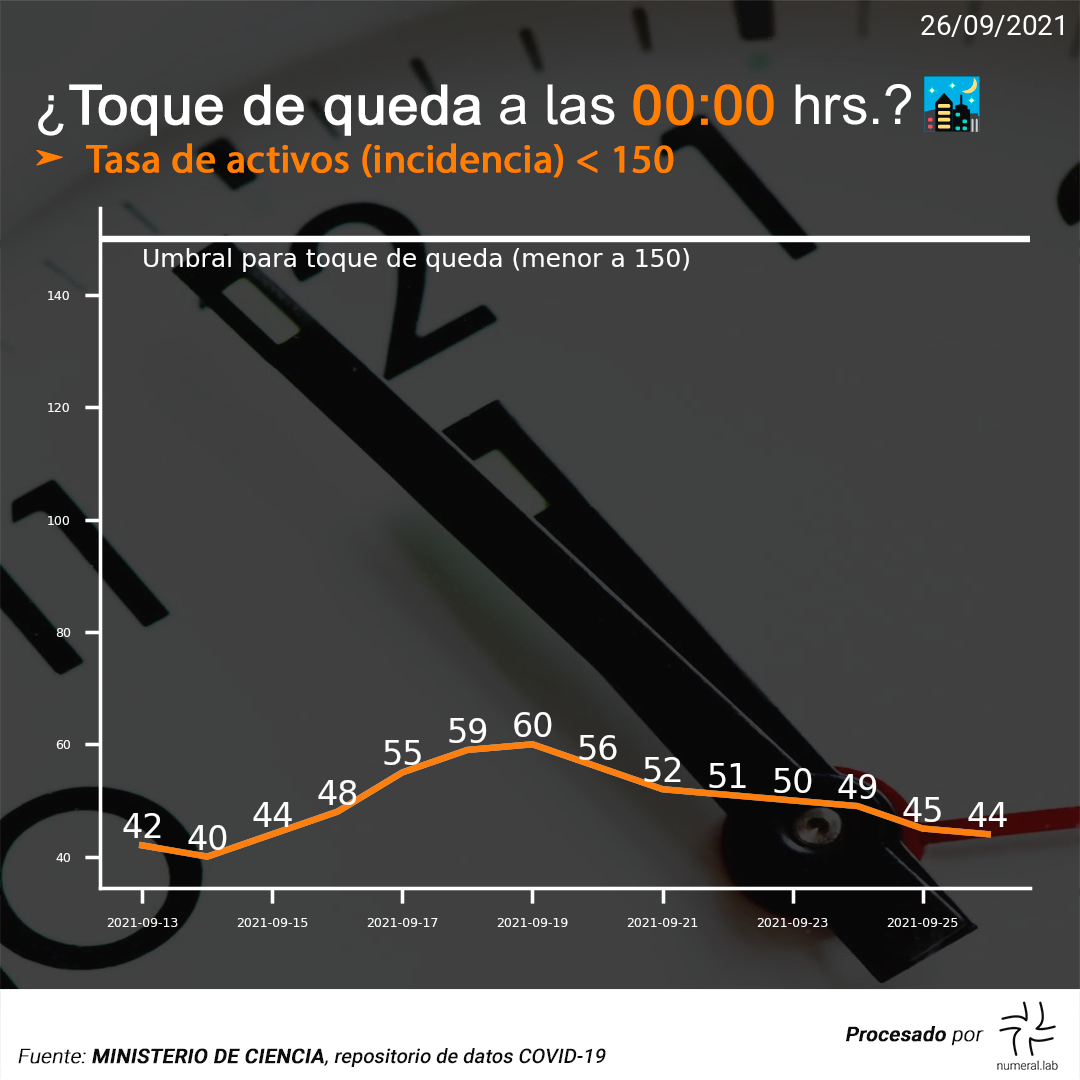 26/09/2021
¿Toque de queda a las 00:00 hrs.?
➤ Tasa de activos (incidencia) < 150
Umbral para toque de queda (menor a 150)
140
120
100
80
60
40
42 40 44 48 55 59 60 56 52 51 50 49 45 44
2021-09-13 2021-09-15 2021-09-17 2021-09-19 2021-09-21 2021-09-23 2021-09-25
2
1
11
10
Procesado por
numeral.lab
Fuente: MINISTERIO DE CIENCIA, repositorio de datos COVID-19